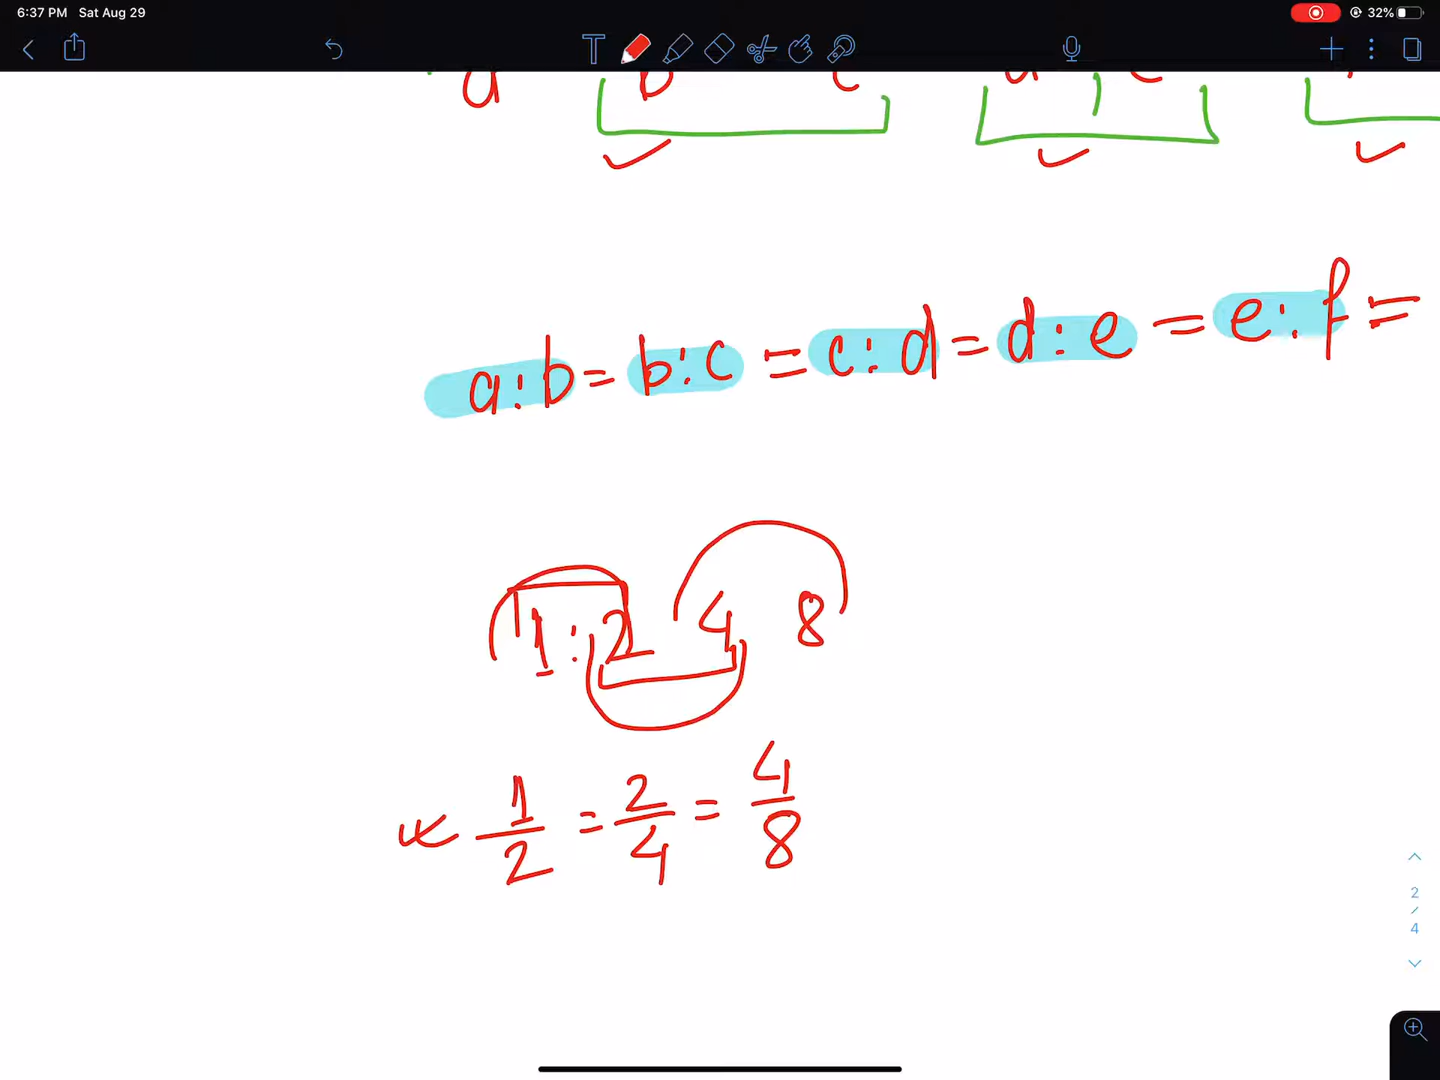 6:37 PM Sat Aug 29
32%
T
a b c
a:b = b:c = c:d = d:e = e:f =
1:2 4 8
1/2 = 2/4 = 4/8
2
/
4